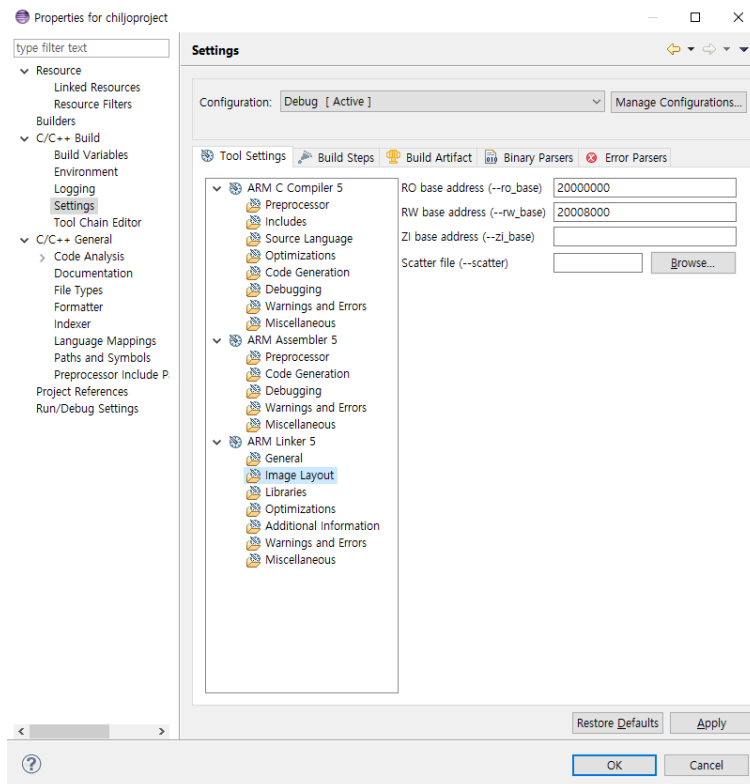 Properties for chiljoproject
type filter text
Resource
Linked Resources
Resource Filters
Builders
C/C++ Build
Build Variables
Environment
Logging
Settings
Tool Chain Editor
C/C++ General
Code Analysis
Documentation
File Types
Formatter
Indexer
Language Mappings
Paths and Symbols
Preprocessor Include P
Project References
Run/Debug Settings
Settings
Configuration: Debug [ Active ] Manage Configurations...
Tool Settings Build Steps Build Artifact Binary Parsers Error Parsers
ARM C Compiler 5
Preprocessor
Includes
Source Language
Optimizations
Code Generation
Debugging
Warnings and Errors
Miscellaneous
ARM Assembler 5
Preprocessor
Code Generation
Debugging
Warnings and Errors
Miscellaneous
ARM Linker 5
General
Image Layout
Libraries
Optimizations
Additional Information
Warnings and Errors
Miscellaneous
RO base address (--ro_base) 20000000
RW base address (--rw_base) 20008000
ZI base address (--zi_base)
Scatter file (--scatter) Browse...
Restore Defaults Apply
OK Cancel